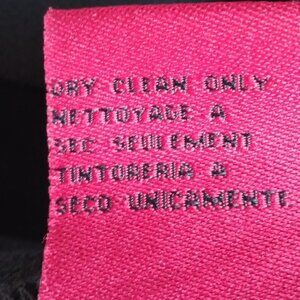 DRY CLEAN ONLY
NETTOYAGE A
SEC SEULEMENT
TINTORERIA A
SECO UNICAMENTE